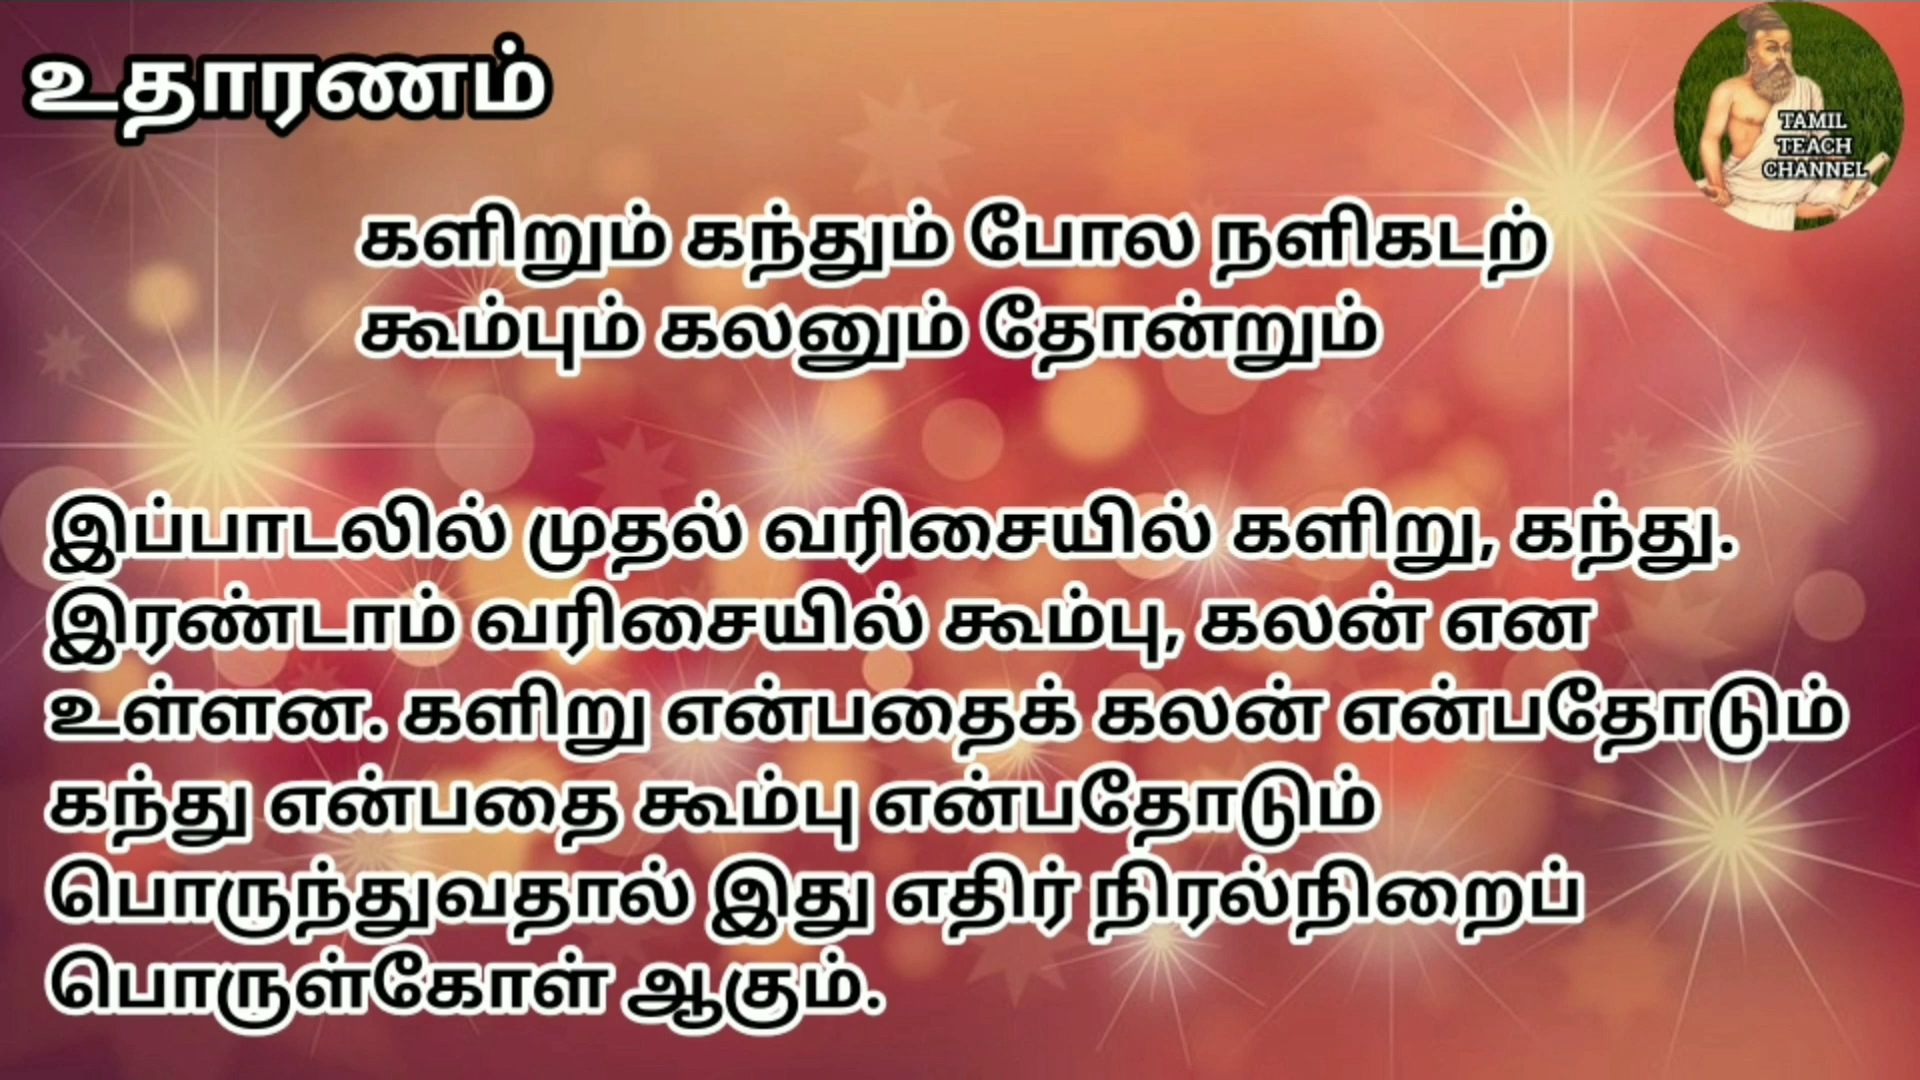 உதாரணம்
TAMIL
TEACH
CHANNEL
களிறும் கந்தும் போல நளிகடற்
கூம்பும் கலனும் தோன்றும்
இப்பாடலில் முதல் வரிசையில் களிறு, கந்து.
இரண்டாம் வரிசையில் கூம்பு, கலன் என
உள்ளன. களிறு என்பதைக் கலன் என்பதோடும்
கந்து என்பதை கூம்பு என்பதோடும்
பொருந்துவதால் இது எதிர் நிரல்நிறைப்
பொருள்கோள் ஆகும்.